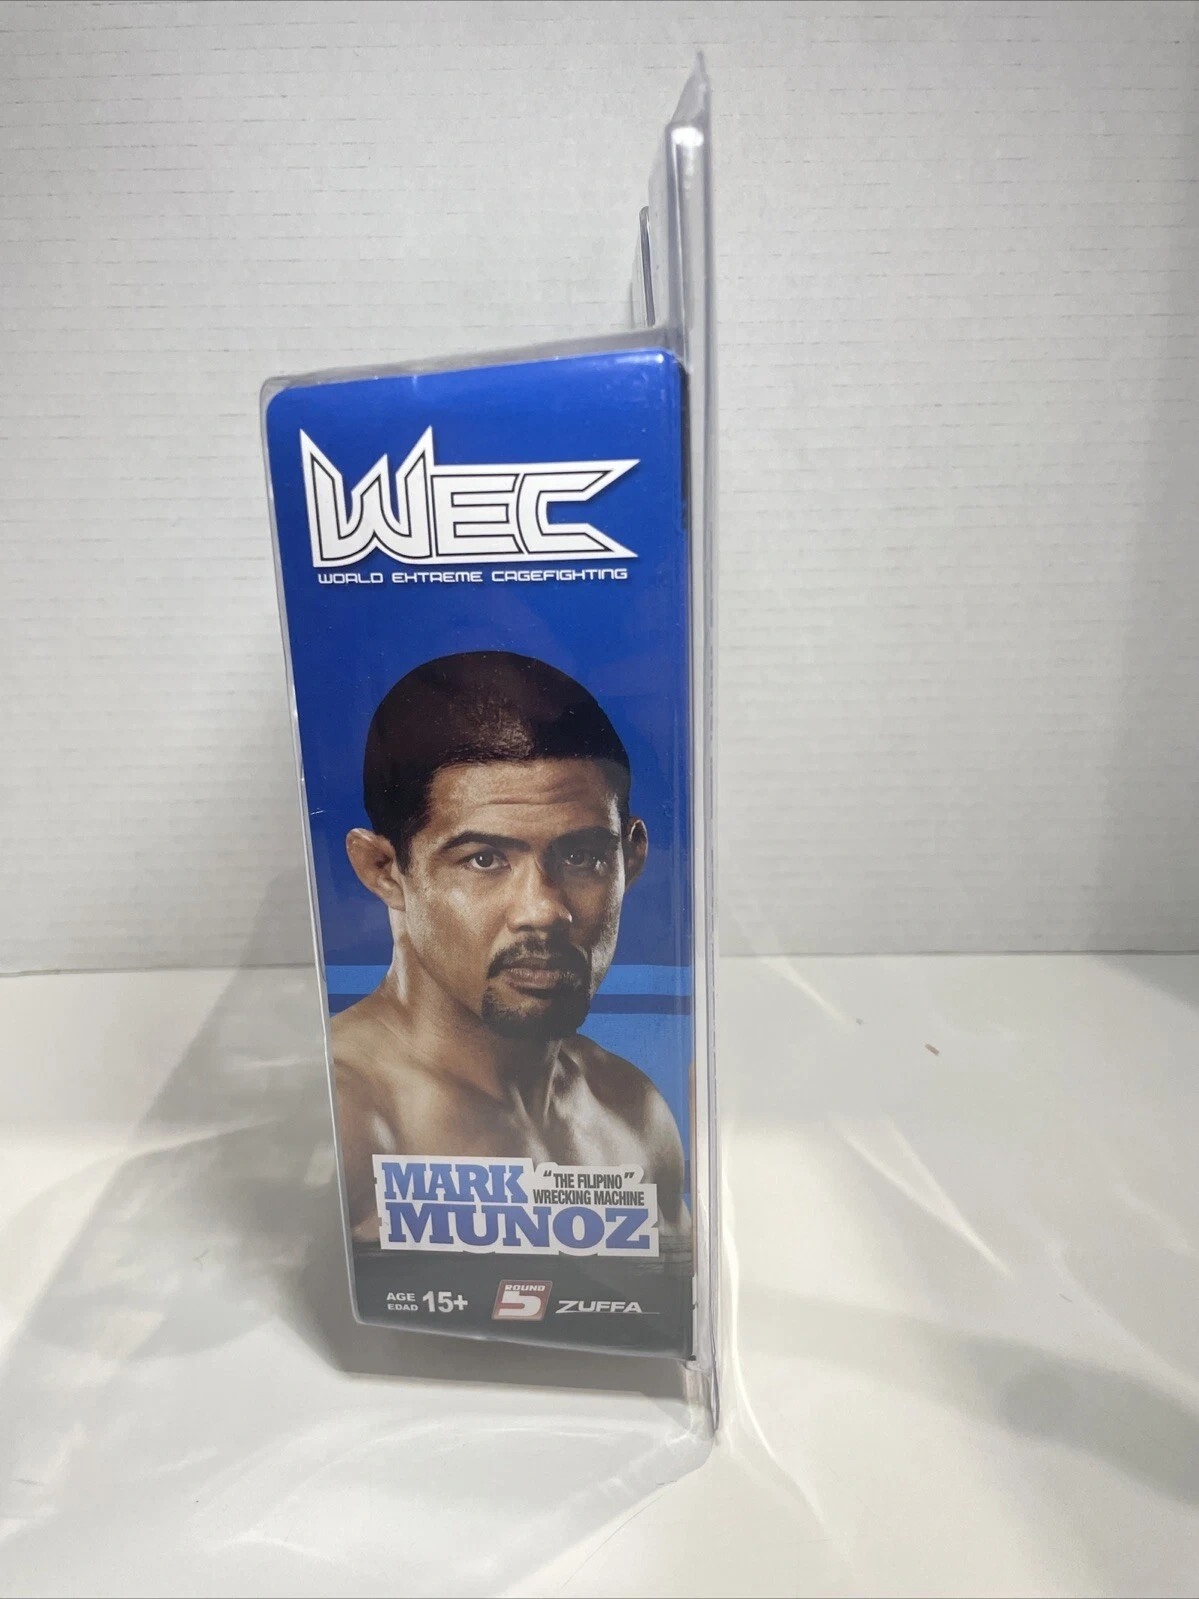 WEC
WORLD EXTREME CAGEFIGHTING
MARK "THE FILIPINO"
WRECKING MACHINE
MUNOZ
AGE 15+
EDAD
ROUND 5
ZUFFA